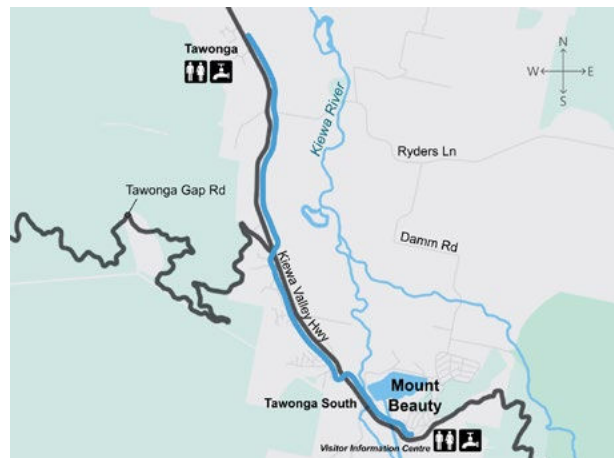 Tawonga
N
W
E
S
Kiewa River
Ryders Ln
Tawonga Gap Rd
Damm Rd
Kiewa Valley Hwy
Mount
Beauty
Tawonga South
Visitor Information Centre